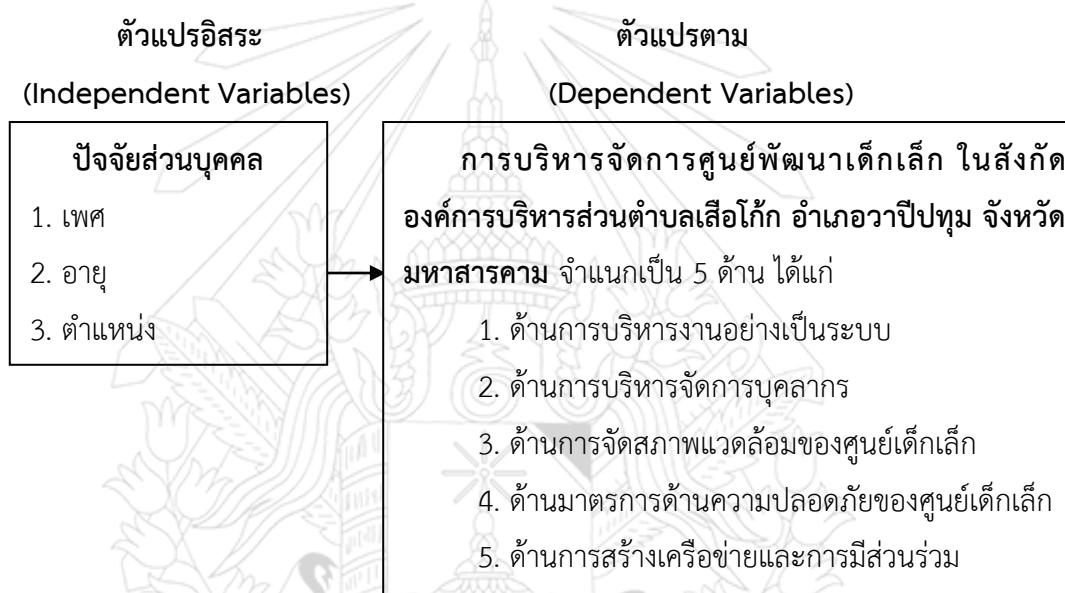 ตัวแปรอิสระ
(Independent Variables)
ปัจจัยส่วนบุคคล
1. เพศ
2. อายุ
3. ตำแหน่ง
ตัวแปรตาม
(Dependent Variables)
การบริหารจัดการศูนย์พัฒนาเด็กเล็ก ในสังกัด
องค์การบริหารส่วนตำบลเสือโก้ก อำเภอวาปีปทุม จังหวัด
มหาสารคาม จำแนกเป็น 5 ด้าน ได้แก่
1. ด้านการบริหารงานอย่างเป็นระบบ
2. ด้านการบริหารจัดการบุคลากร
3. ด้านการจัดสภาพแวดล้อมของศูนย์เด็กเล็ก
4. ด้านมาตรการด้านความปลอดภัยของศูนย์เด็กเล็ก
5. ด้านการสร้างเครือข่ายและการมีส่วนร่วม